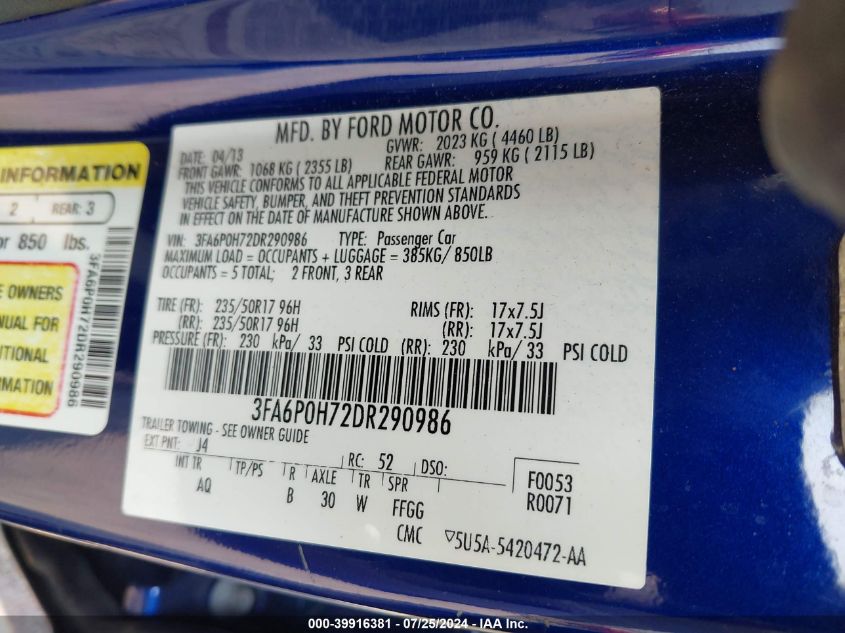 MFD. BY FORD MOTOR CO.
DATE: 04/13 GVWR: 2023 KG ( 4460 LB)
FRONT GAWR: 1068 KG ( 2355 LB) REAR GAWR: 959 KG ( 2115 LB)
THIS VEHICLE CONFORMS TO ALL APPLICABLE FEDERAL MOTOR
VEHICLE SAFETY, BUMPER, AND THEFT PREVENTION STANDARDS
IN EFFECT ON THE DATE OF MANUFACTURE SHOWN ABOVE.
VIN: 3FA6P0H72DR290986 TYPE: Passenger Car
MAXIMUM LOAD = OCCUPANTS + LUGGAGE = 385KG/ 850LB
OCCUPANTS = 5 TOTAL; 2 FRONT, 3 REAR
TIRE (FR): 235/50R17 96H RIMS (FR): 17x7.5J
(RR): 235/50R17 96H (RR): 17x7.5J
PRESSURE (FR): 230 kPa/ 33 PSI COLD (RR): 230 kPa/ 33 PSI COLD
3FA6P0H72DR290986
TRAILER TOWING - SEE OWNER GUIDE
EXT PNT: J4 RC: 52 DSO: F0053
R0071
INT TR TP/PS R AXLE TR SPR
AQ B 30 W FFGG
CMC ▽5U5A-5420472-AA
INFORMATION
2 REAR: 3
or 850 lbs.
E OWNERS
NUAL FOR
ITIONAL
RMATION
3FA6P0H72DR290986
000-39916381 - 07/25/2024 - IAA Inc.